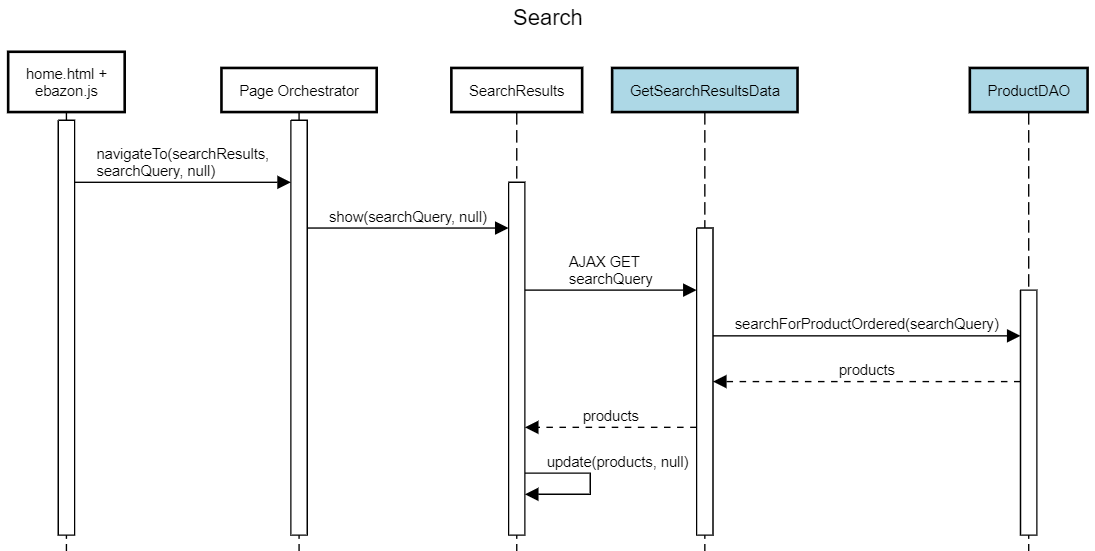 Search
home.html +
ebazon.js
Page Orchestrator
SearchResults
GetSearchResultsData
ProductDAO
navigateTo(searchResults,
searchQuery, null)
show(searchQuery, null)
AJAX GET
searchQuery
searchForProductOrdered(searchQuery)
products
products
update(products, null)